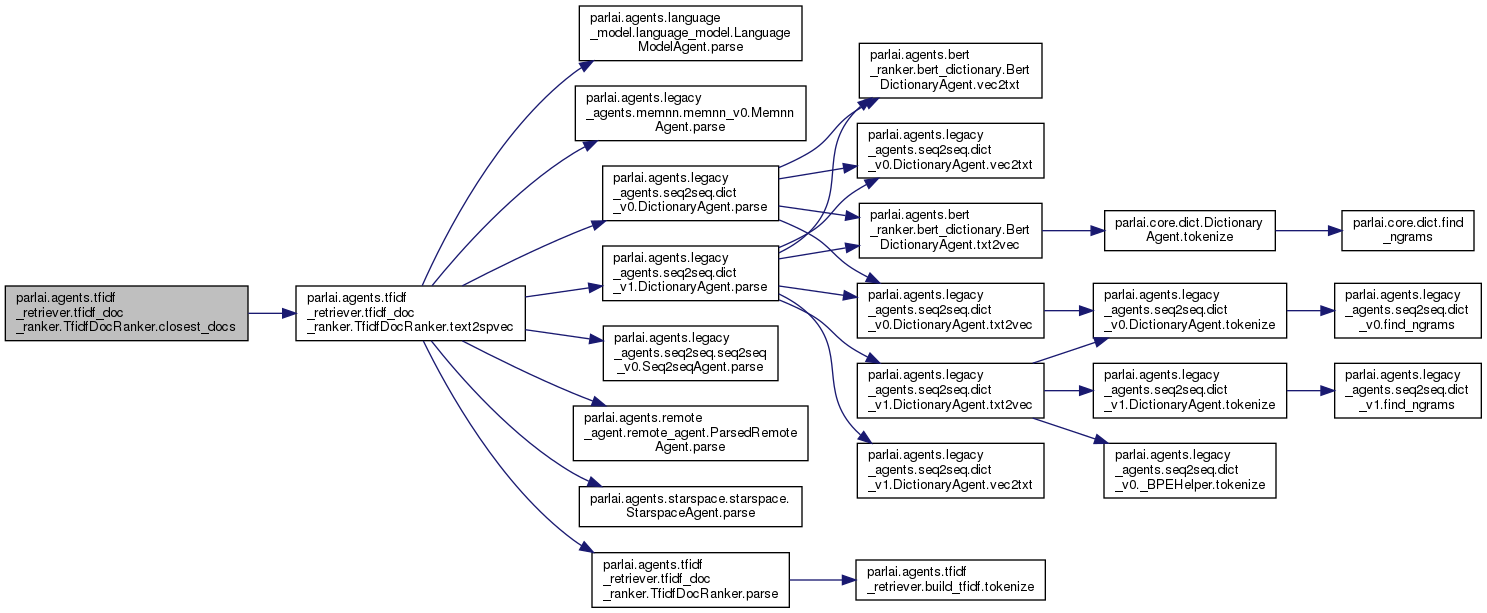 parlai.agents.tfidf
_retriever.tfidf_doc
_ranker.TfidfDocRanker.closest_docs
parlai.agents.tfidf
_retriever.tfidf_doc
_ranker.TfidfDocRanker.text2spvec
parlai.agents.language
_model.language_model.Language
ModelAgent.parse
parlai.agents.legacy
_agents.memnn.memnn_v0.Memnn
Agent.parse
parlai.agents.legacy
_agents.seq2seq.dict
_v0.DictionaryAgent.parse
parlai.agents.legacy
_agents.seq2seq.dict
_v1.DictionaryAgent.parse
parlai.agents.legacy
_agents.seq2seq.seq2seq
_v0.Seq2seqAgent.parse
parlai.agents.remote
_agent.remote_agent.ParsedRemote
Agent.parse
parlai.agents.starspace.starspace.
StarspaceAgent.parse
parlai.agents.tfidf
_retriever.tfidf_doc
_ranker.TfidfDocRanker.parse
parlai.agents.bert
_ranker.bert_dictionary.Bert
DictionaryAgent.vec2txt
parlai.agents.legacy
_agents.seq2seq.dict
_v0.DictionaryAgent.vec2txt
parlai.agents.bert
_ranker.bert_dictionary.Bert
DictionaryAgent.txt2vec
parlai.agents.legacy
_agents.seq2seq.dict
_v0.DictionaryAgent.txt2vec
parlai.agents.legacy
_agents.seq2seq.dict
_v1.DictionaryAgent.txt2vec
parlai.agents.legacy
_agents.seq2seq.dict
_v1.DictionaryAgent.vec2txt
parlai.agents.tfidf
_retriever.build_tfidf.tokenize
parlai.core.dict.Dictionary
Agent.tokenize
parlai.agents.legacy
_agents.seq2seq.dict
_v0.DictionaryAgent.tokenize
parlai.agents.legacy
_agents.seq2seq.dict
_v1.DictionaryAgent.tokenize
parlai.agents.legacy
_agents.seq2seq.dict
_v0._BPEHelper.tokenize
parlai.core.dict.find
_ngrams
parlai.agents.legacy
_agents.seq2seq.dict
_v0.find_ngrams
parlai.agents.legacy
_agents.seq2seq.dict
_v1.find_ngrams